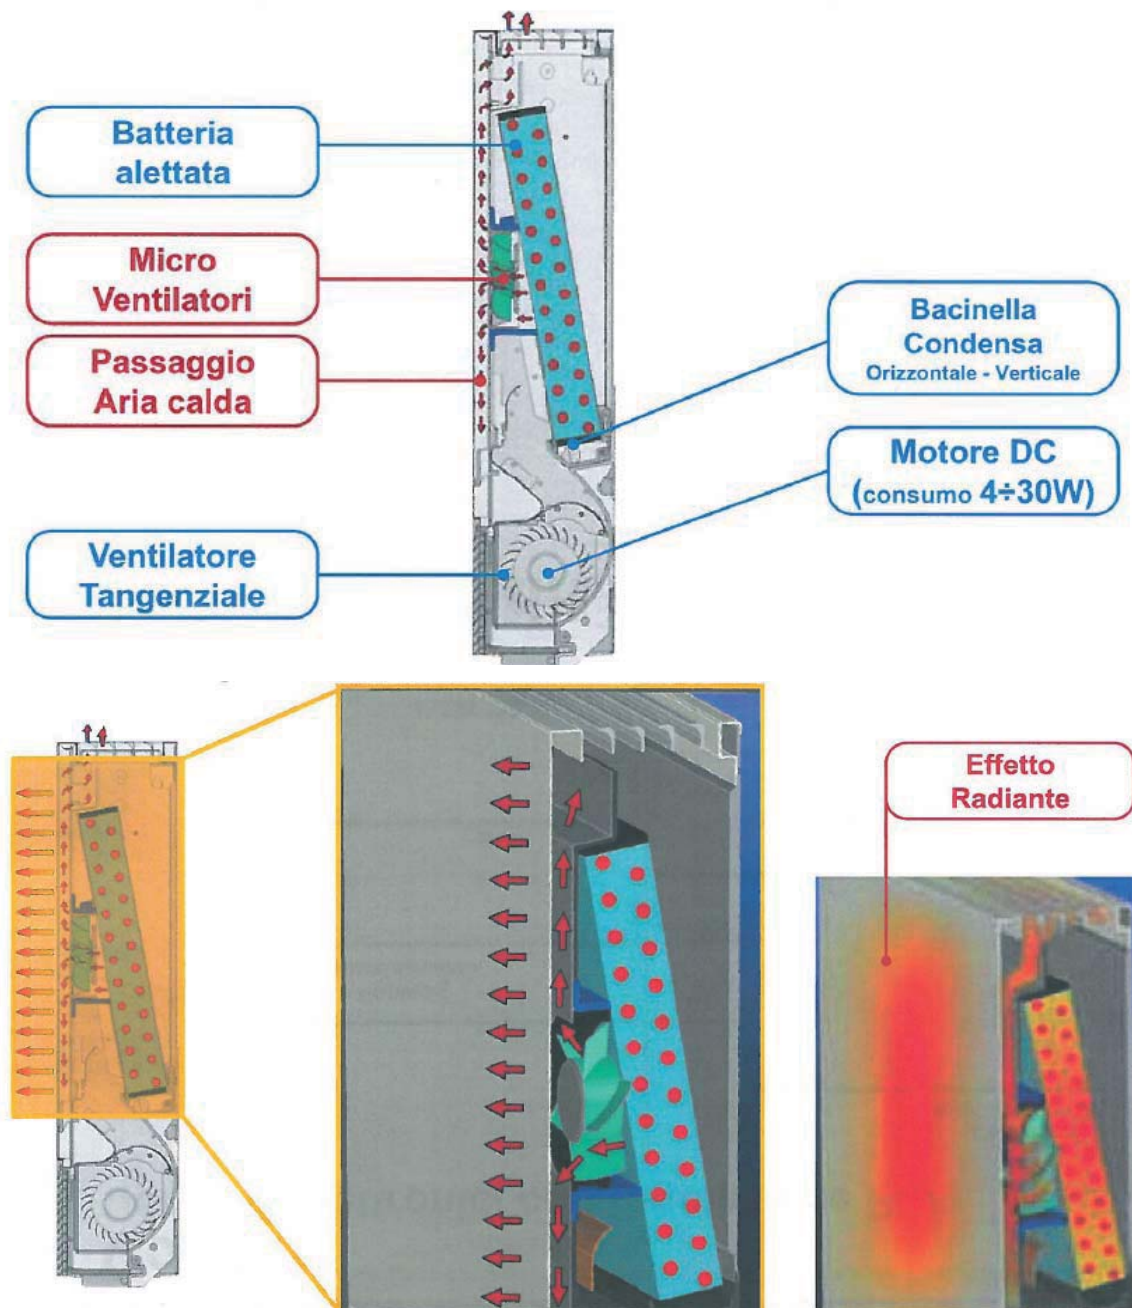 Batteria
alettata
Micro
Ventilatori
Passaggio
Aria calda
Bacinella
Condensa
Orizzontale - Verticale
Motore DC
(consumo 4÷30W)
Ventilatore
Tangenziale
Effetto
Radiante